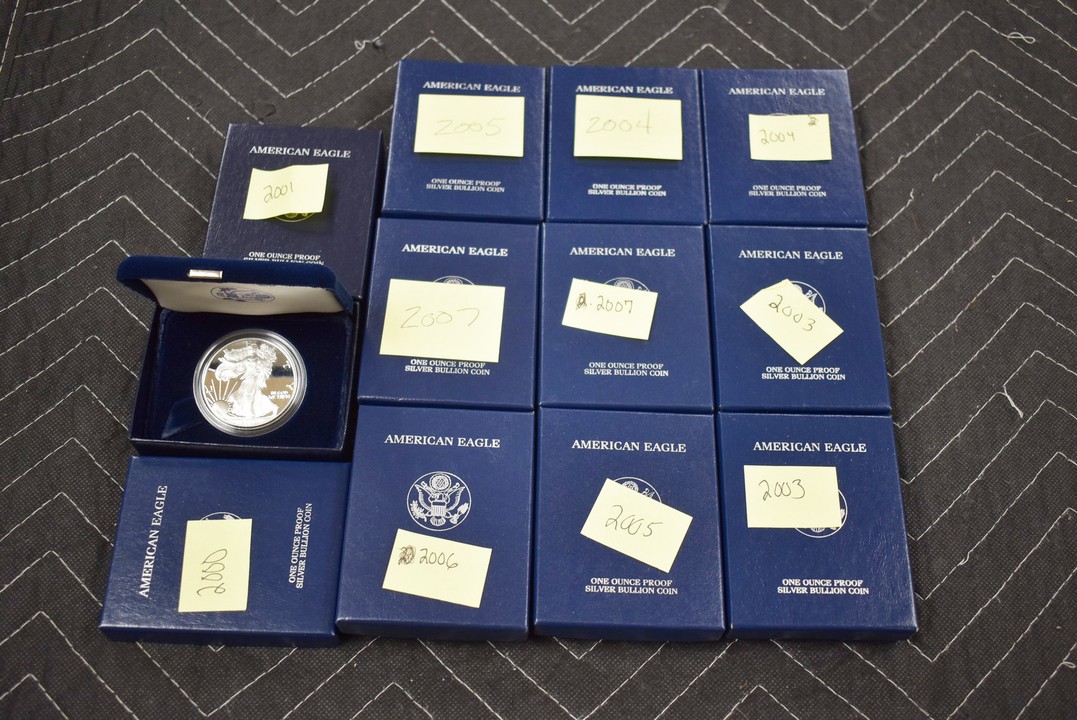 AMERICAN EAGLE
2005
ONE OUNCE PROOF
SILVER BULLION COIN
AMERICAN EAGLE
2004
ONE OUNCE PROOF
SILVER BULLION COIN
AMERICAN EAGLE
2004
ONE OUNCE PROOF
SILVER BULLION COIN
AMERICAN EAGLE
2001
ONE OUNCE PROOF
SILVER BULLION COIN
AMERICAN EAGLE
2007
ONE OUNCE PROOF
SILVER BULLION COIN
AMERICAN EAGLE
2007
ONE OUNCE PROOF
SILVER BULLION COIN
AMERICAN EAGLE
2003
ONE OUNCE PROOF
SILVER BULLION COIN
AMERICAN EAGLE
2000
ONE OUNCE PROOF
SILVER BULLION COIN
AMERICAN EAGLE
2006
AMERICAN EAGLE
2005
ONE OUNCE PROOF
SILVER BULLION COIN
AMERICAN EAGLE
2003
ONE OUNCE PROOF
SILVER BULLION COIN